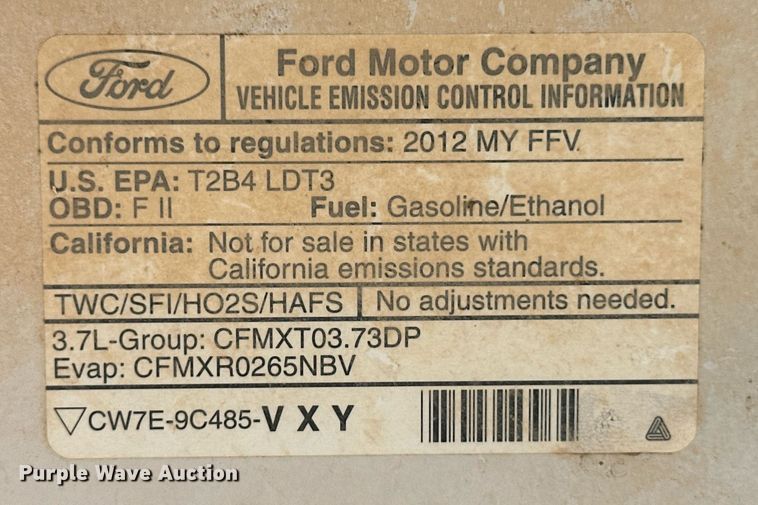 Ford
Ford Motor Company
VEHICLE EMISSION CONTROL INFORMATION
Conforms to regulations: 2012 MY FFV
U.S. EPA: T2B4 LDT3
OBD: F II Fuel: Gasoline/Ethanol
California: Not for sale in states with
California emissions standards.
TWC/SFI/HO2S/HAFS No adjustments needed.
3.7L-Group: CFMXT03.73DP
Evap: CFMXR0265NBV
▽CW7E-9C485-V X Y
Purple Wave Auction